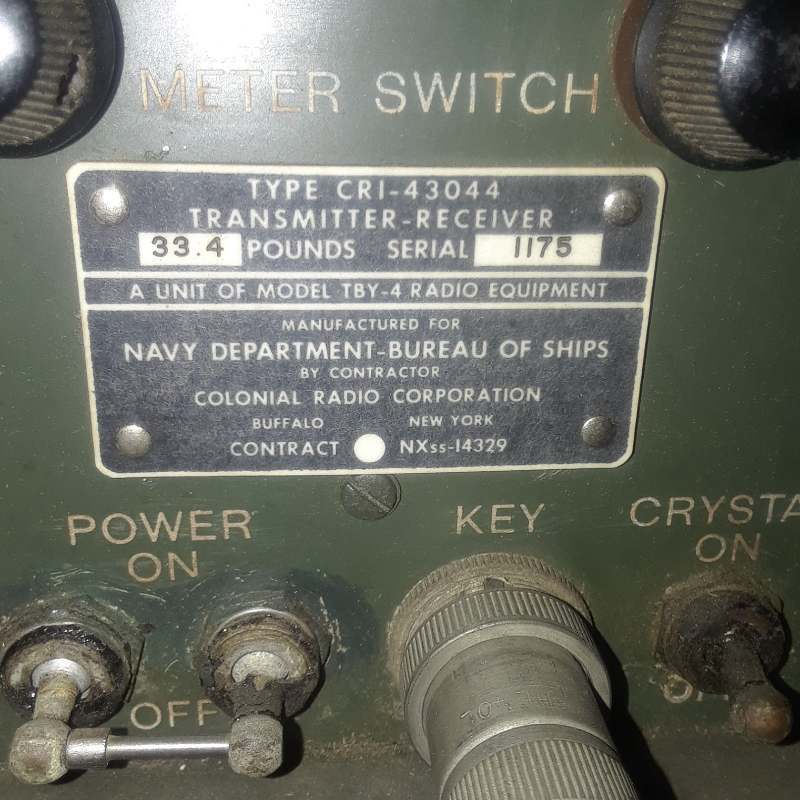 METER SWITCH
TYPE CRI-43044
TRANSMITTER-RECEIVER
33.4 POUNDS SERIAL 1175
A UNIT OF MODEL TBY-4 RADIO EQUIPMENT
MANUFACTURED FOR
NAVY DEPARTMENT-BUREAU OF SHIPS
BY CONTRACTOR
COLONIAL RADIO CORPORATION
BUFFALO NEW YORK
CONTRACT NXss-14329
POWER KEY CRYSTA
ON ON
OFF